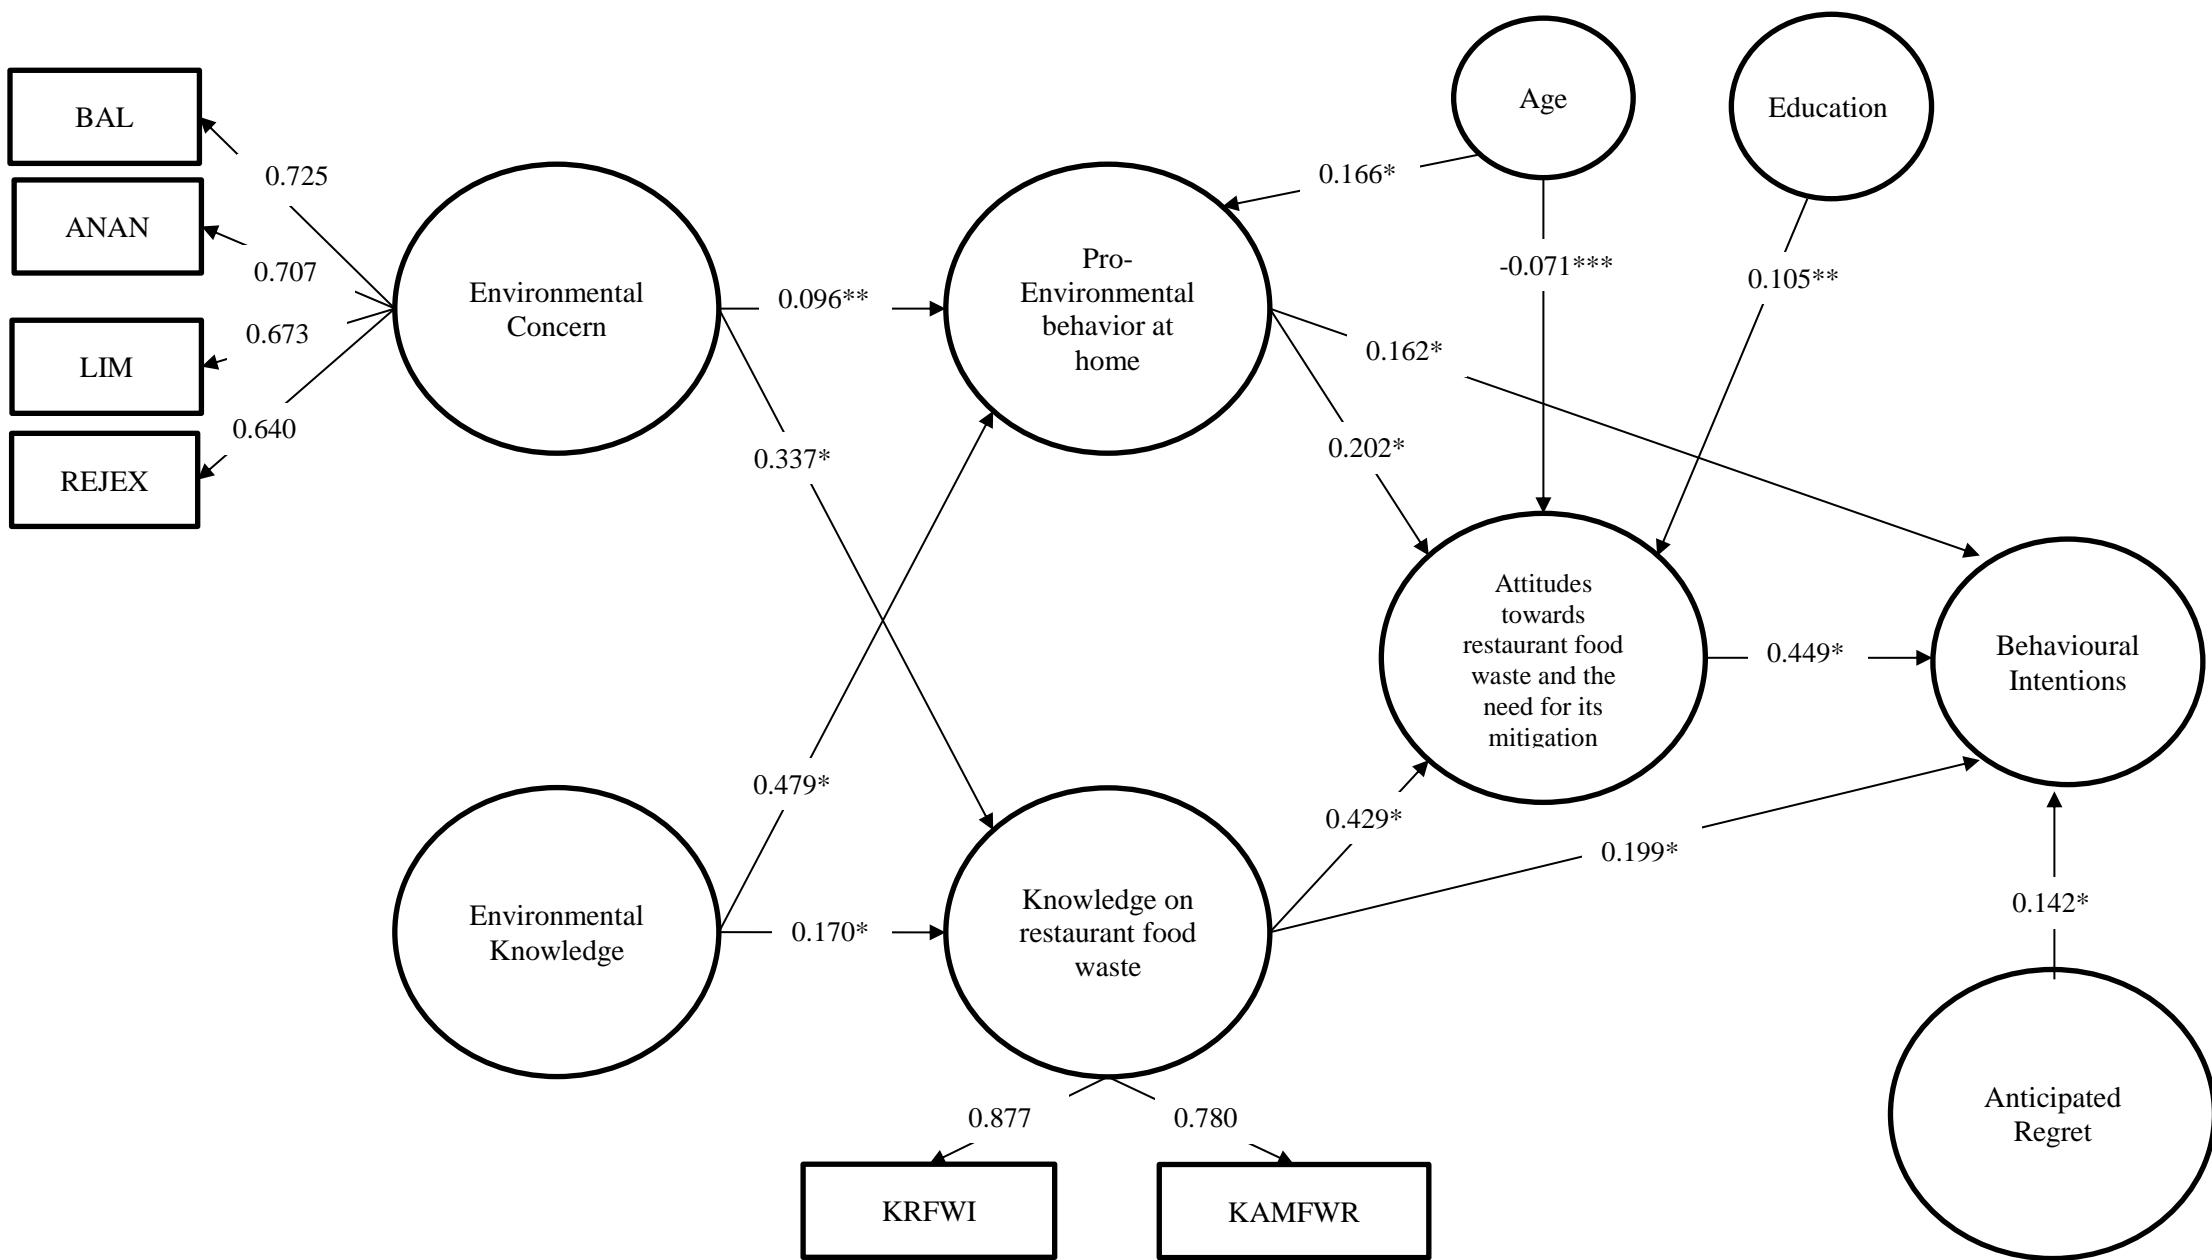 BAL
ANAN
LIM
REJEX
0.725
0.707
0.673
0.640
Environmental
Concern
0.096**
0.337*
Environmental
Knowledge
0.479*
0.170*
Pro-
Environmental
behavior at
home
Knowledge on
restaurant food
waste
0.877
0.780
KRFWI
KAMFWR
Age
Education
0.166*
-0.071***
0.105**
0.162*
0.202*
0.429*
0.199*
Attitudes
towards
restaurant food
waste and the
need for its
mitigation
0.449*
Behavioural
Intentions
0.142*
Anticipated
Regret